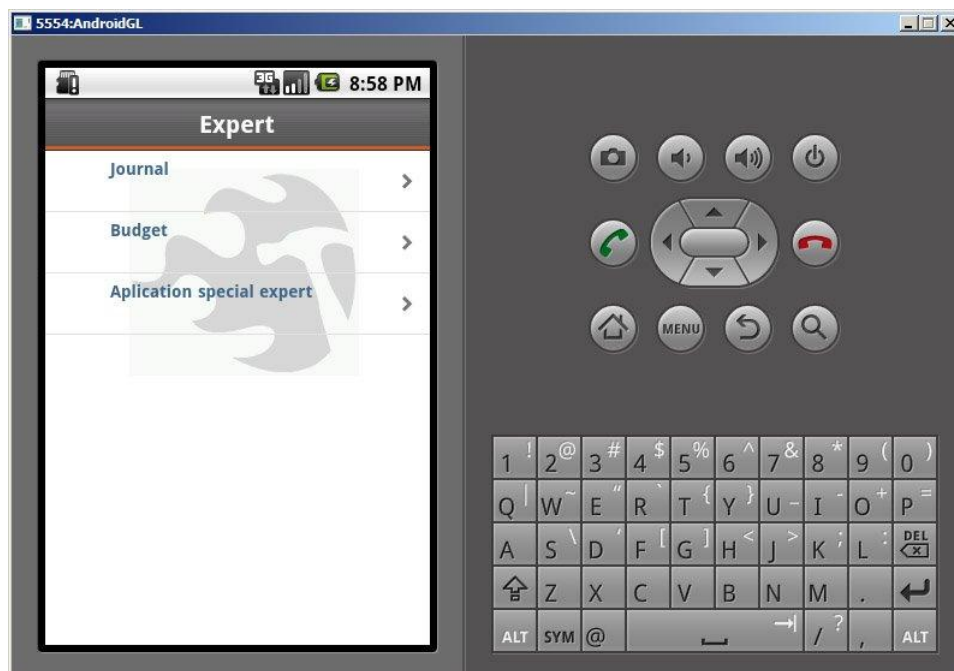 5554:AndroidGL
3G 8:58 PM
Expert
Journal
Budget
Aplication special expert
MENU
1 ! 2 @ 3 # 4 $ 5 % 6 ^ 7 & 8 * 9 ( 0 )
Q | W ~ E " R ` T { Y } U _ I - O + P =
A S \ D ' F [ G ] H < J > K ; L : DEL
Z X C V B N M .
ALT SYM @ / ? , ALT